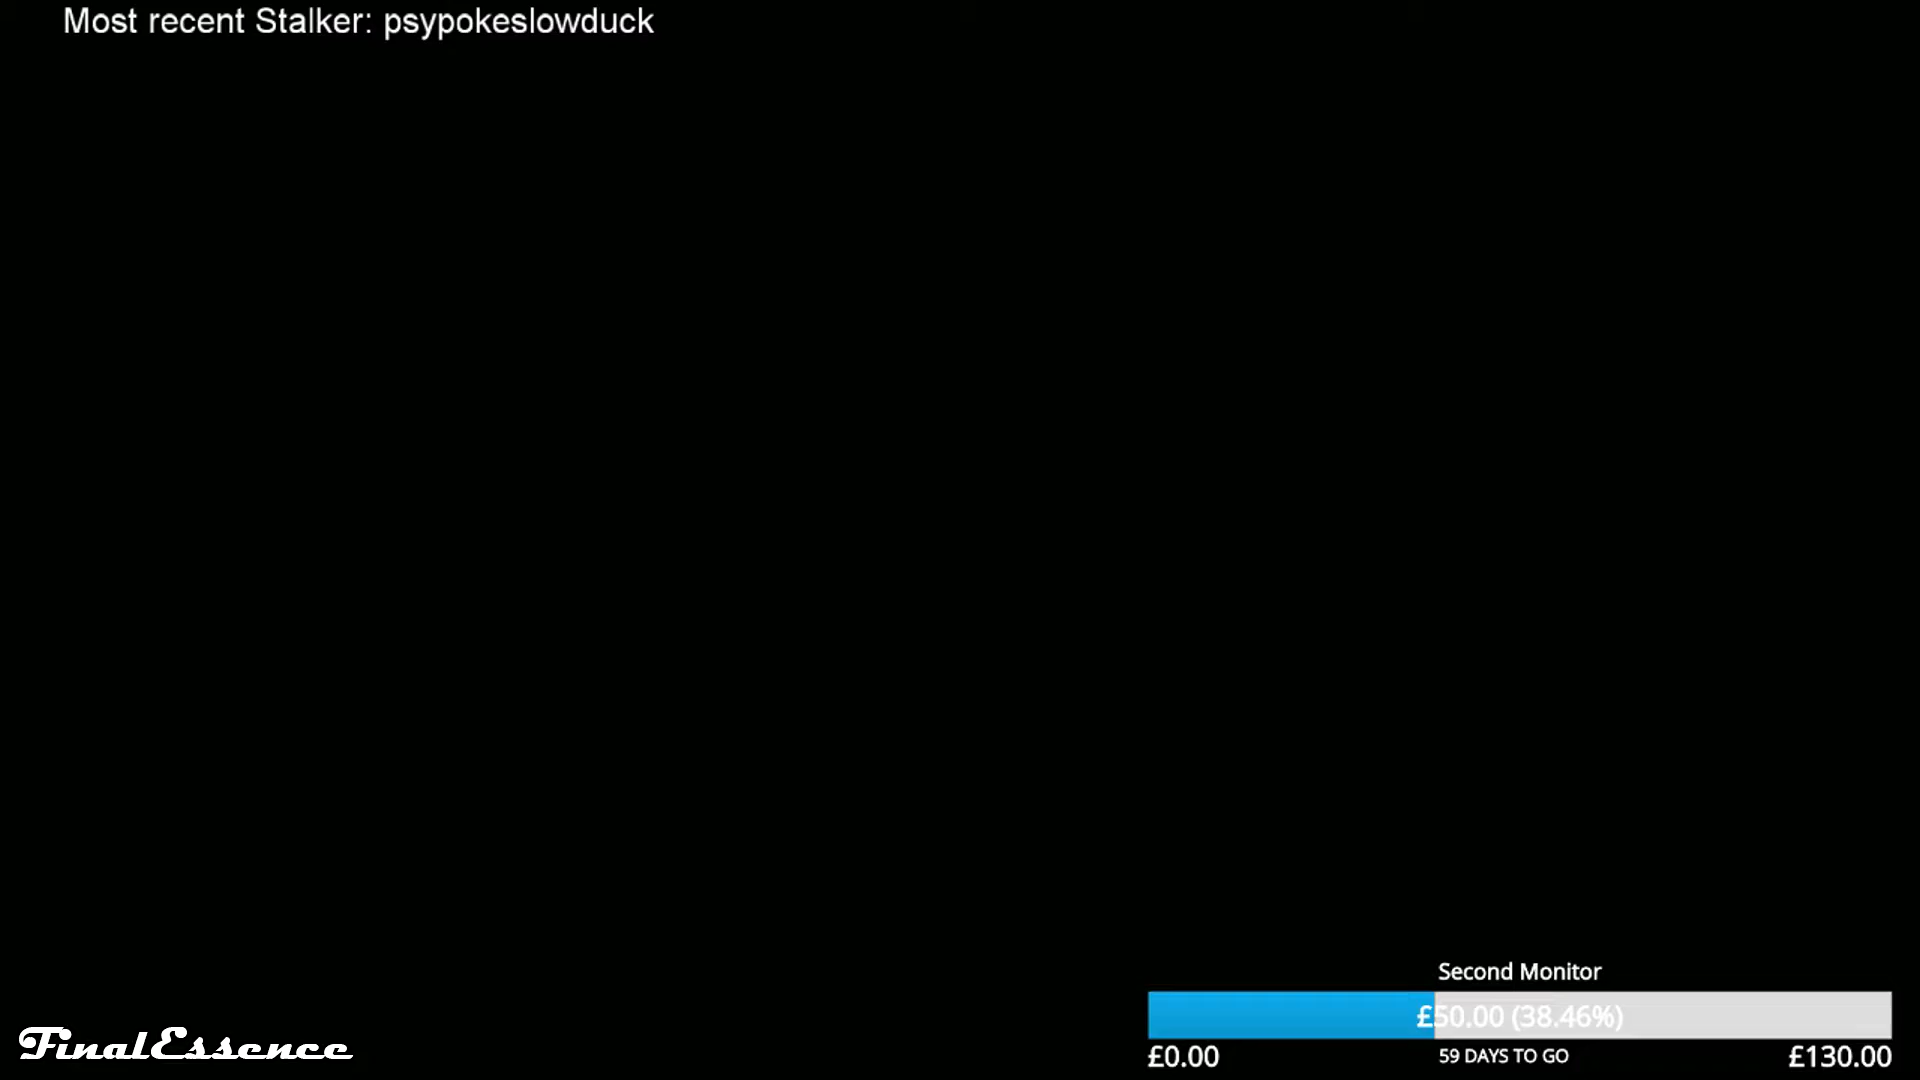 Most recent Stalker: psypokeslowduck
Second Monitor
£50.00 (38.46%)
£0.00 59 DAYS TO GO £130.00
FinalEssence